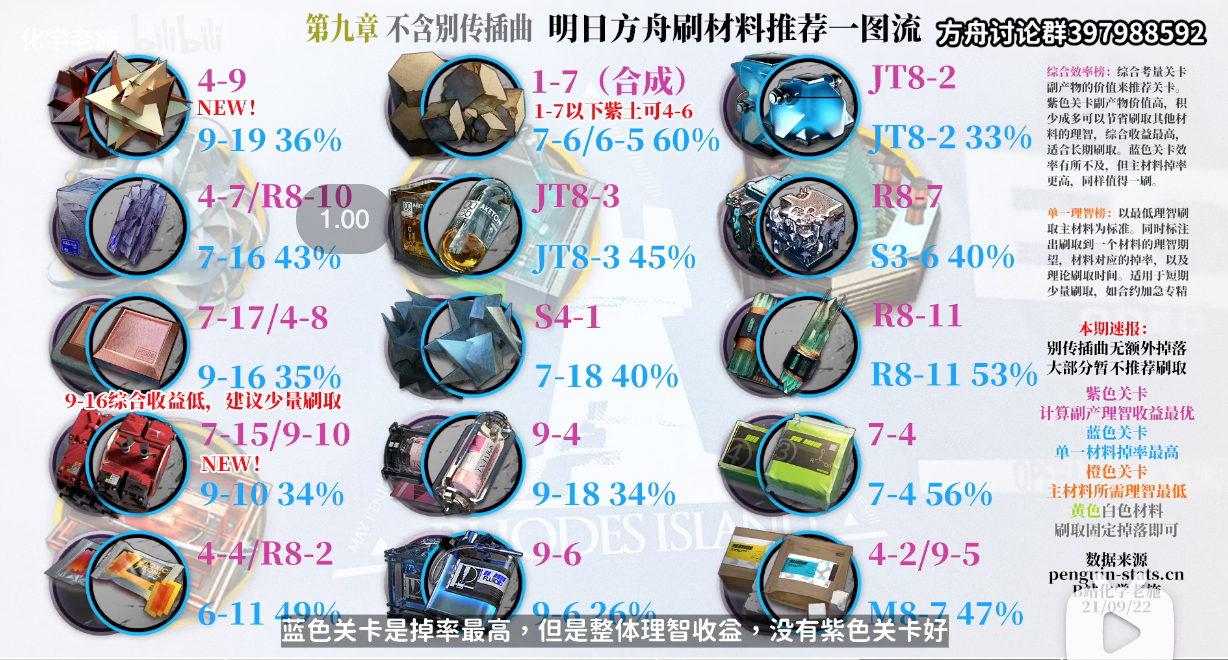 化学老施 bilibili
第九章 不含别传插曲 明日方舟刷材料推荐一图流
方舟讨论群397988592
4-9
NEW!
9-19 36%
1-7（合成）
1-7以下紫土可4-6
7-6/6-5 60%
JT8-2
JT8-2 33%
4-7/R8-10
7-16 43%
1.00
JT8-3
JT8-3 45%
R8-7
S3-6 40%
7-17/4-8
9-16 35%
9-16综合收益低，建议少量刷取
S4-1
7-18 40%
R8-11
R8-11 53%
7-15/9-10
NEW!
9-10 34%
9-4
9-18 34%
7-4
7-4 56%
4-4/R8-2
6-11 49%
9-6
9-6 26%
4-2/9-5
M8-7 47%
RHODES ISLAND
综合效率榜：综合考量关卡
副产物的价值来推荐关卡。
紫色关卡副产物价值高，积
少成多可以节省刷取其他材
料的理智，综合收益最高，
适合长期刷取。蓝色关卡效
率有所不及，但主材料掉率
更高，同样值得一刷。
单一理智榜：以最低理智刷
取主材料为标准。同时标注
出刷取到一个材料的理智期
望，材料对应的掉率，以及
理论刷取时间。适用于短期
少量刷取，如合约加急专精
本期速报：
别传插曲无额外掉落
大部分暂不推荐刷取
紫色关卡
计算副产理智收益最优
蓝色关卡
单一材料掉率最高
橙色关卡
主材料所需理智最低
黄色白色材料
刷取固定掉落即可
数据来源
penguin-stats.cn
B站化学老施
21/09/22
蓝色关卡是掉率最高，但是整体理智收益，没有紫色关卡好